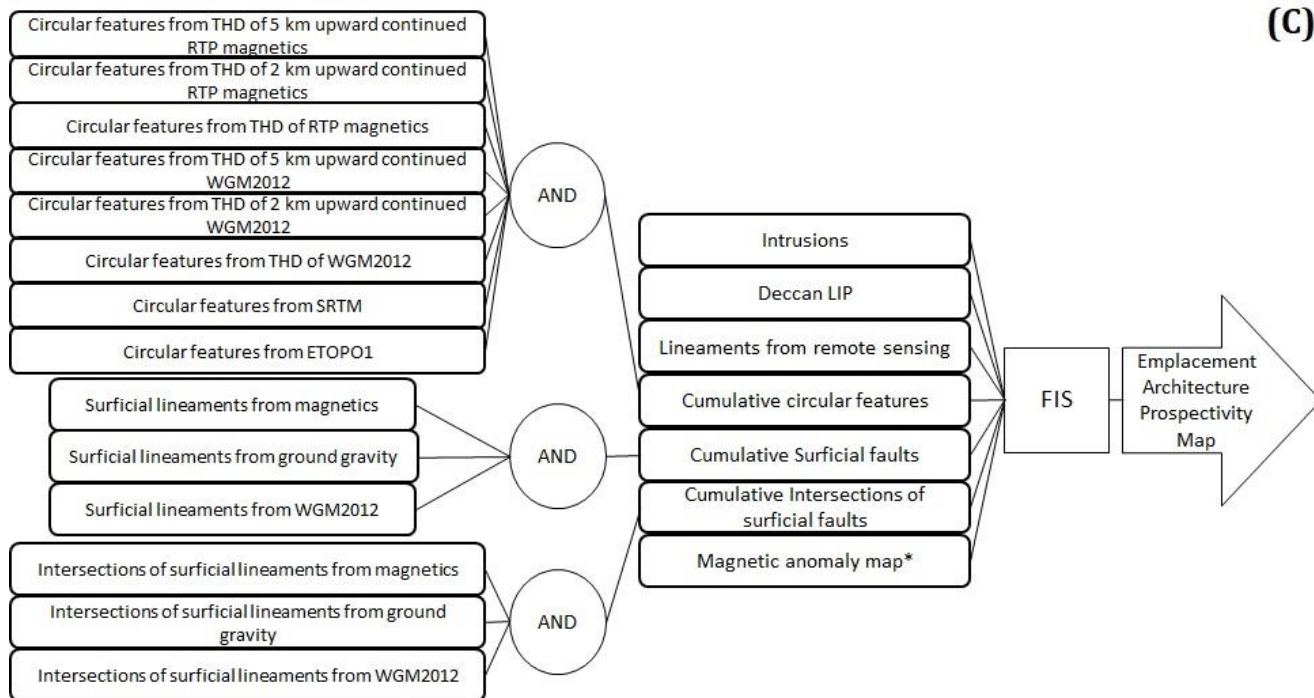 (C)
Circular features from THD of 5 km upward continued
RTP magnetics
Circular features from THD of 2 km upward continued
RTP magnetics
Circular features from THD of RTP magnetics
Circular features from THD of 5 km upward continued
WGM2012
Circular features from THD of 2 km upward continued
WGM2012
Circular features from THD of WGM2012
Circular features from SRTM
Circular features from ETOPO1
AND
Surficial lineaments from magnetics
Surficial lineaments from ground gravity
Surficial lineaments from WGM2012
AND
Intersections of surficial lineaments from magnetics
Intersections of surficial lineaments from ground
gravity
Intersections of surficial lineaments from WGM2012
AND
Intrusions
Deccan LIP
Lineaments from remote sensing
Cumulative circular features
Cumulative Surficial faults
Cumulative Intersections of
surficial faults
Magnetic anomaly map*
FIS
Emplacement
Architecture
Prospectivity
Map